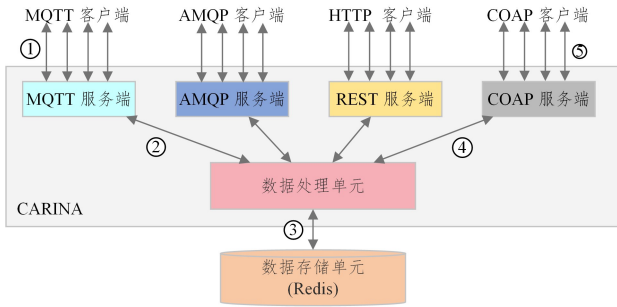 MQTT 客户端 AMQP 客户端 HTTP 客户端 COAP 客户端
① ⑤
MQTT 服务端 AMQP 服务端 REST 服务端 COAP 服务端
② ④
数据处理单元
CARINA
③
数据存储单元
(Redis)